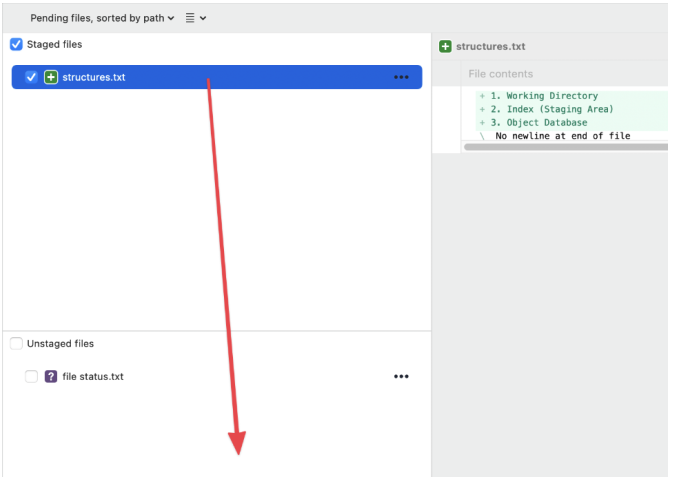 Pending files, sorted by path
Staged files
structures.txt
Unstaged files
? file status.txt
structures.txt
File contents
+ 1. Working Directory
+ 2. Index (Staging Area)
+ 3. Object Database
\ No newline at end of file